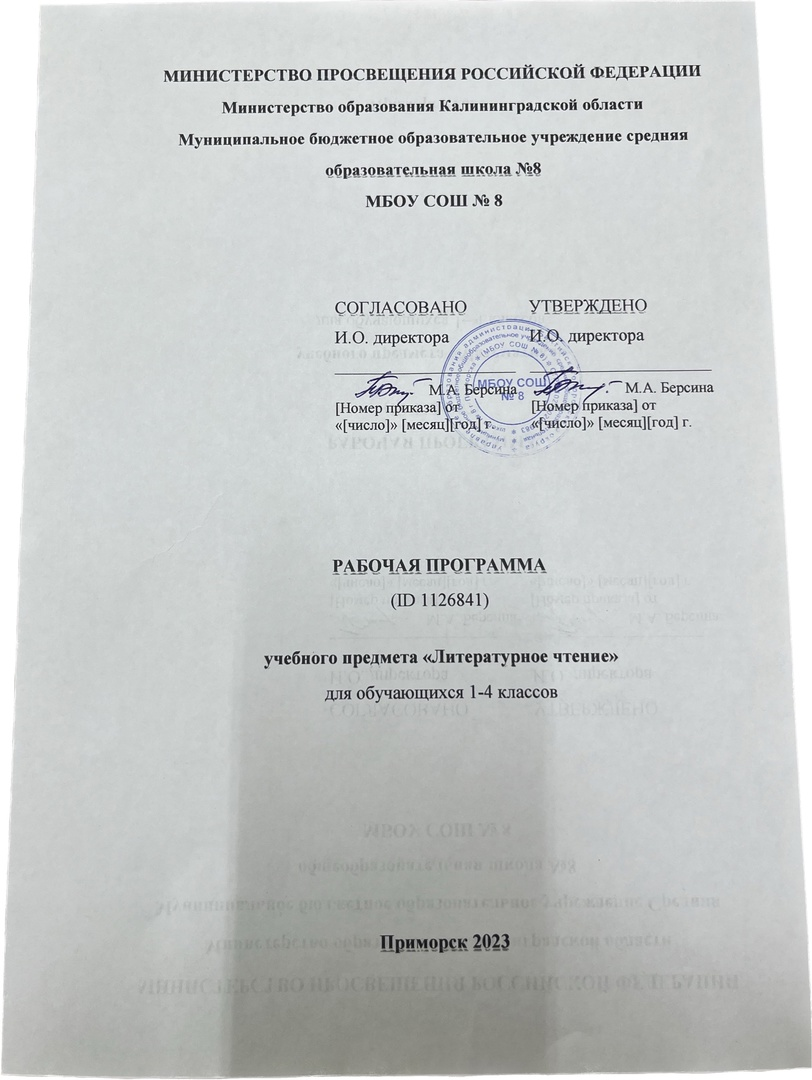 МИНИСТЕРСТВО ПРОСВЕЩЕНИЯ РОССИЙСКОЙ ФЕДЕРАЦИИ
Министерство образования Калининградской области
Муниципальное бюджетное образовательное учреждение средняя
образовательная школа №8
МБОУ СОШ № 8
СОГЛАСОВАНО
И.О. директора
М.А. Берсина
[Номер приказа] от
«[число]» [месяц][год] г.
УТВЕРЖДЕНО
И.О. директора
М.А. Берсина
[Номер приказа] от
«[число]» [месяц][год] г.
МБОУ СОШ
№ 8
РАБОЧАЯ ПРОГРАММА
(ID 1126841)
учебного предмета «Литературное чтение»
для обучающихся 1-4 классов
Приморск 2023